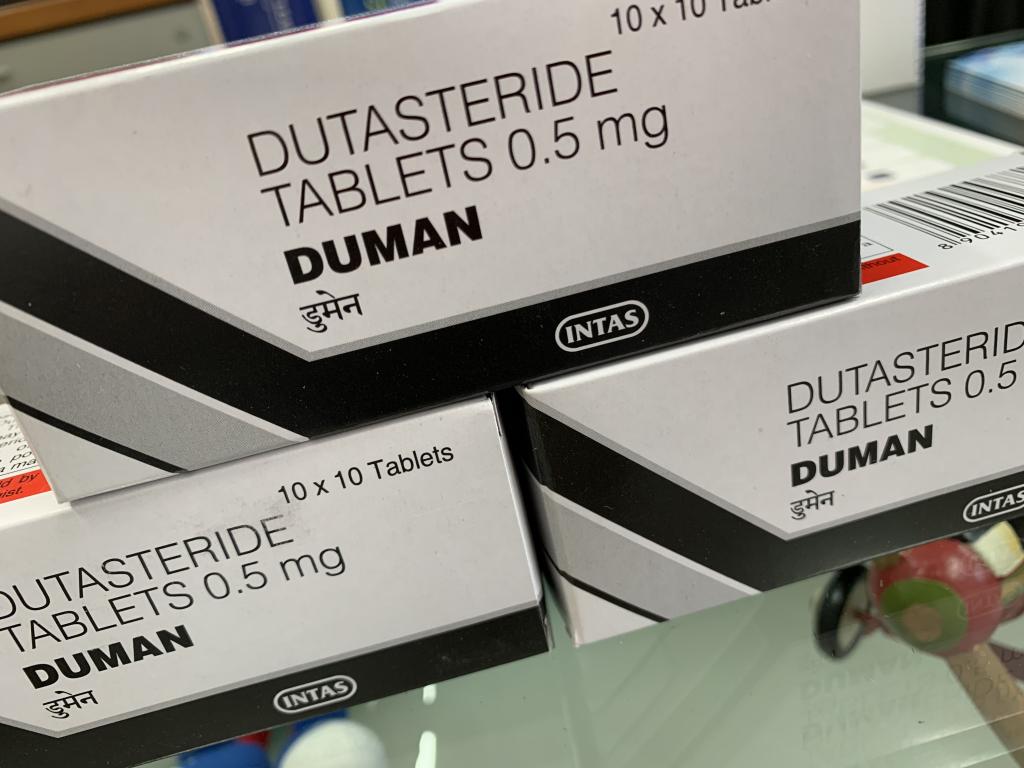 10 x 10 Tab
DUTASTERIDE
TABLETS 0.5 mg
DUMAN
डुमेन
INTAS
10 x 10 Tablets
DUTASTERIDE
TABLETS 0.5 mg
DUMAN
डुमेन
INTAS
DUTASTERID
TABLETS 0.5
DUMAN
डुमेन
INTAS